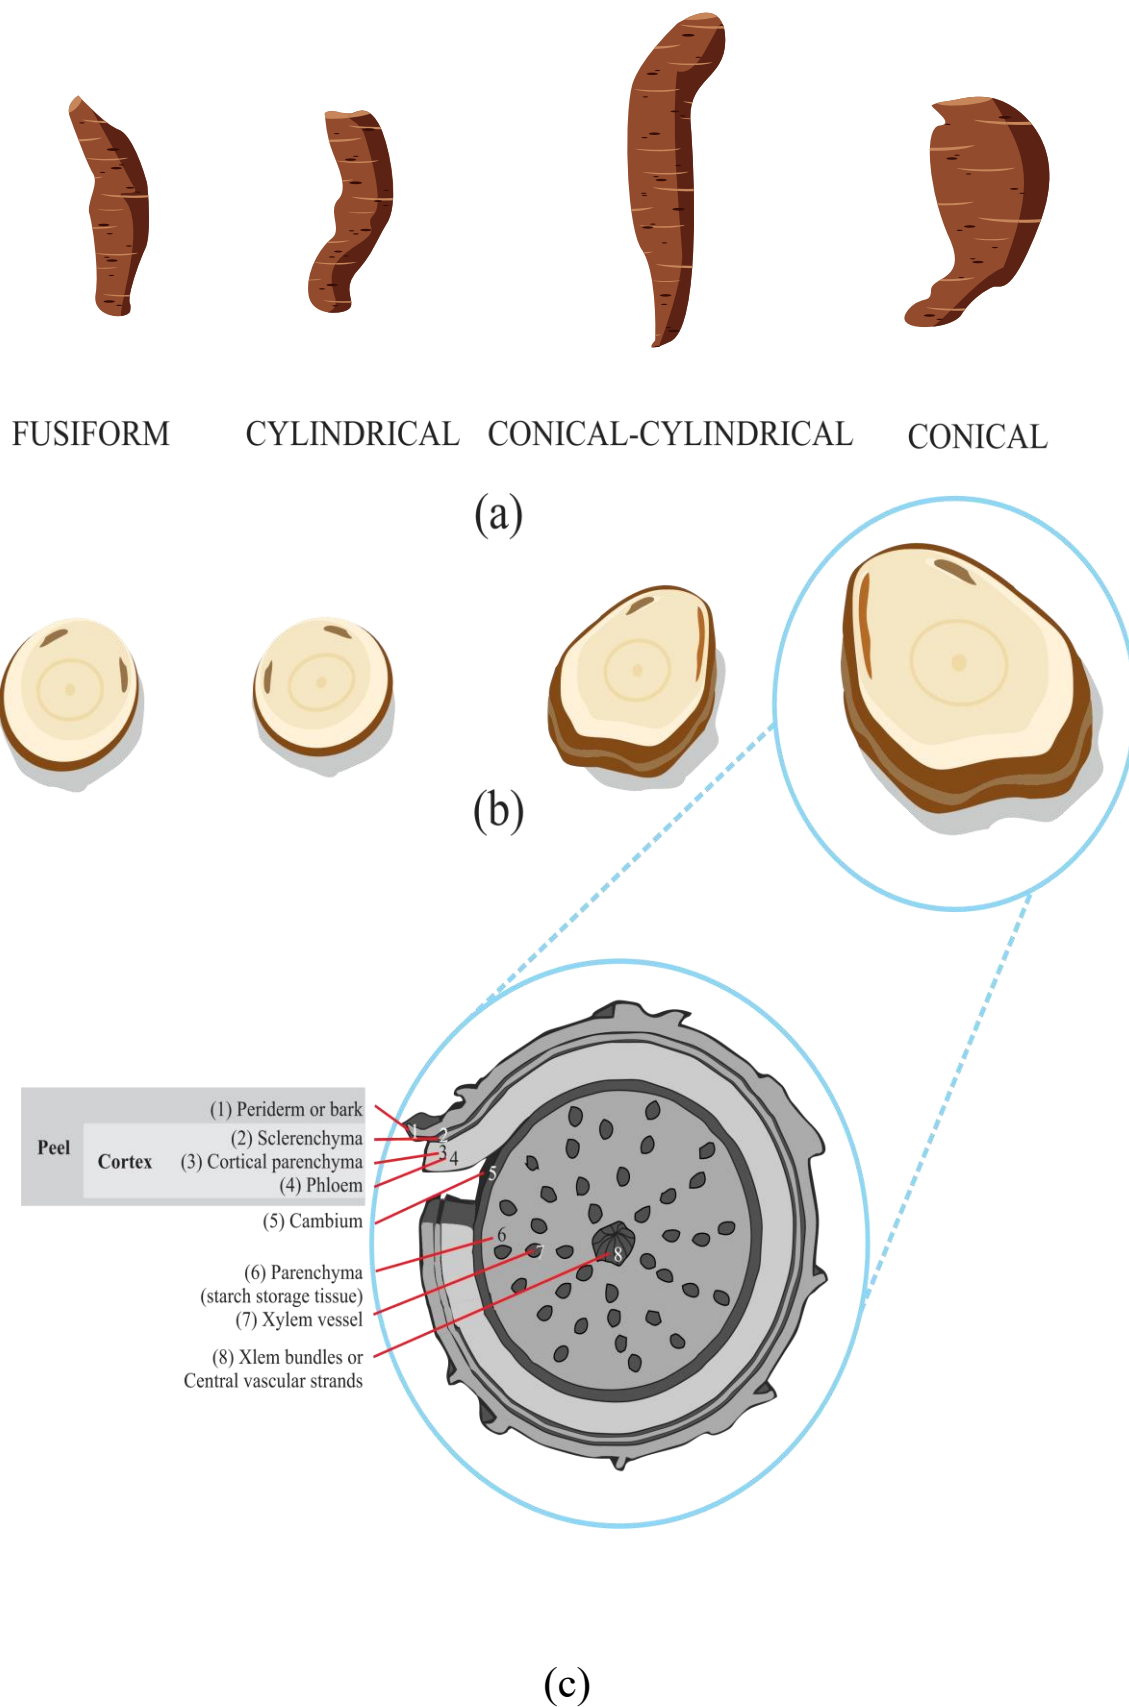 FUSIFORM CYLINDRICAL CONICAL-CYLINDRICAL CONICAL
(a)
(b)
(1) Periderm or bark
Peel
Cortex
(2) Sclerenchyma
(3) Cortical parenchyma
(4) Phloem
(5) Cambium
(6) Parenchyma
(starch storage tissue)
(7) Xylem vessel
(8) Xlem bundles or
Central vascular strands
1
2
3
4
5
6
7
8
(c)